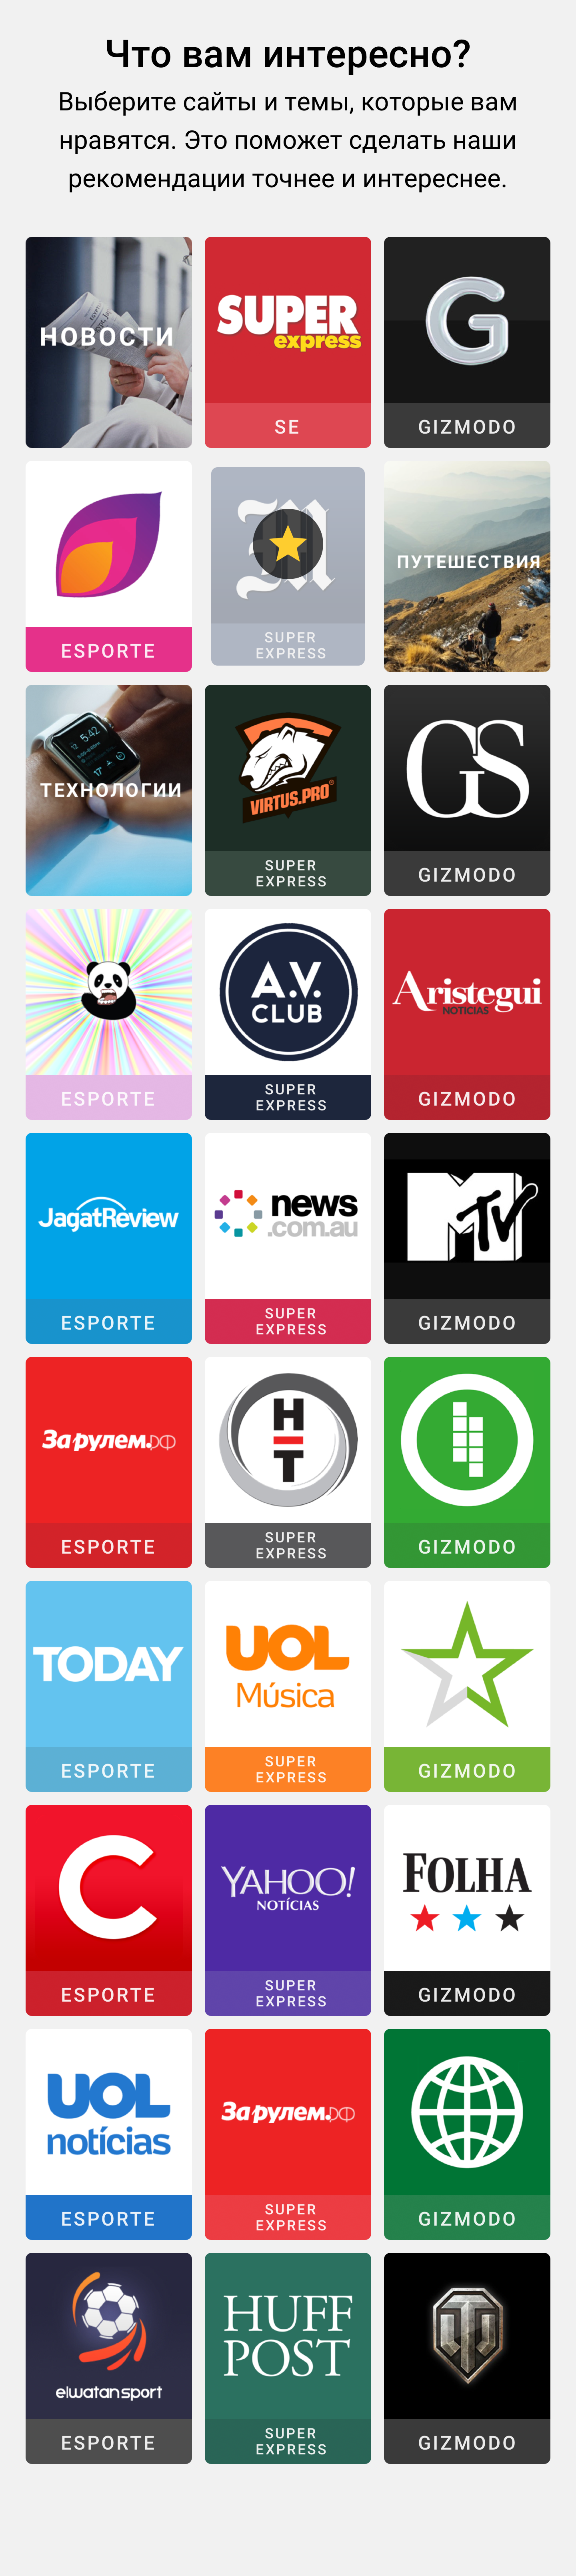 Что вам интересно?
Выберите сайты и темы, которые вам
нравятся. Это поможет сделать наши
рекомендации точнее и интереснее.
НОВОСТИ
SUPER
express
SE
G
GIZMODO
ESPORTE
M
SUPER
EXPRESS
ПУТЕШЕСТВИЯ
5:42
ТЕХНОЛОГИИ
VIRTUS.PRO®
SUPER
EXPRESS
GS
GIZMODO
ESPORTE
A.V.
CLUB
SUPER
EXPRESS
Aristegui
NOTICIAS
GIZMODO
JagatReview
ESPORTE
news
.com.au
SUPER
EXPRESS
MTV
GIZMODO
За рулем.РФ
ESPORTE
H
T
SUPER
EXPRESS
GIZMODO
TODAY
ESPORTE
UOL
Música
SUPER
EXPRESS
GIZMODO
C
ESPORTE
YAHOO!
NOTÍCIAS
SUPER
EXPRESS
FOLHA
GIZMODO
UOL
notícias
ESPORTE
За рулем.РФ
SUPER
EXPRESS
GIZMODO
elwatansport
ESPORTE
HUFF
POST
SUPER
EXPRESS
GIZMODO